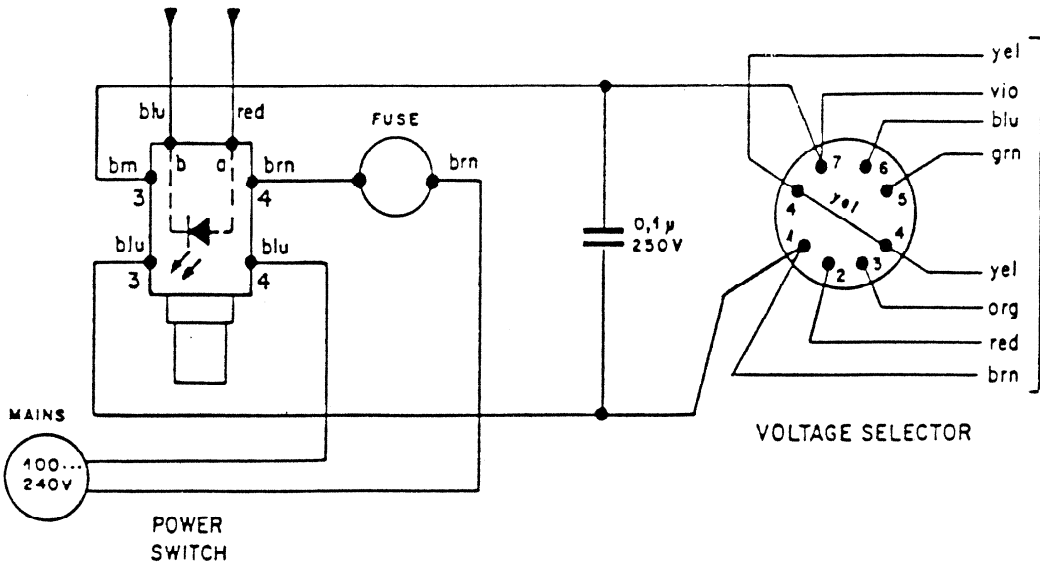 yel
vio
blu
grn
blu
red
FUSE
brn
b
a
brn
brn
3
4
7
6
5
4
yel
4
1
2
3
yel
org
red
brn
0,1µ
250V
blu
blu
3
4
MAINS
100...
240V
VOLTAGE SELECTOR
POWER
SWITCH